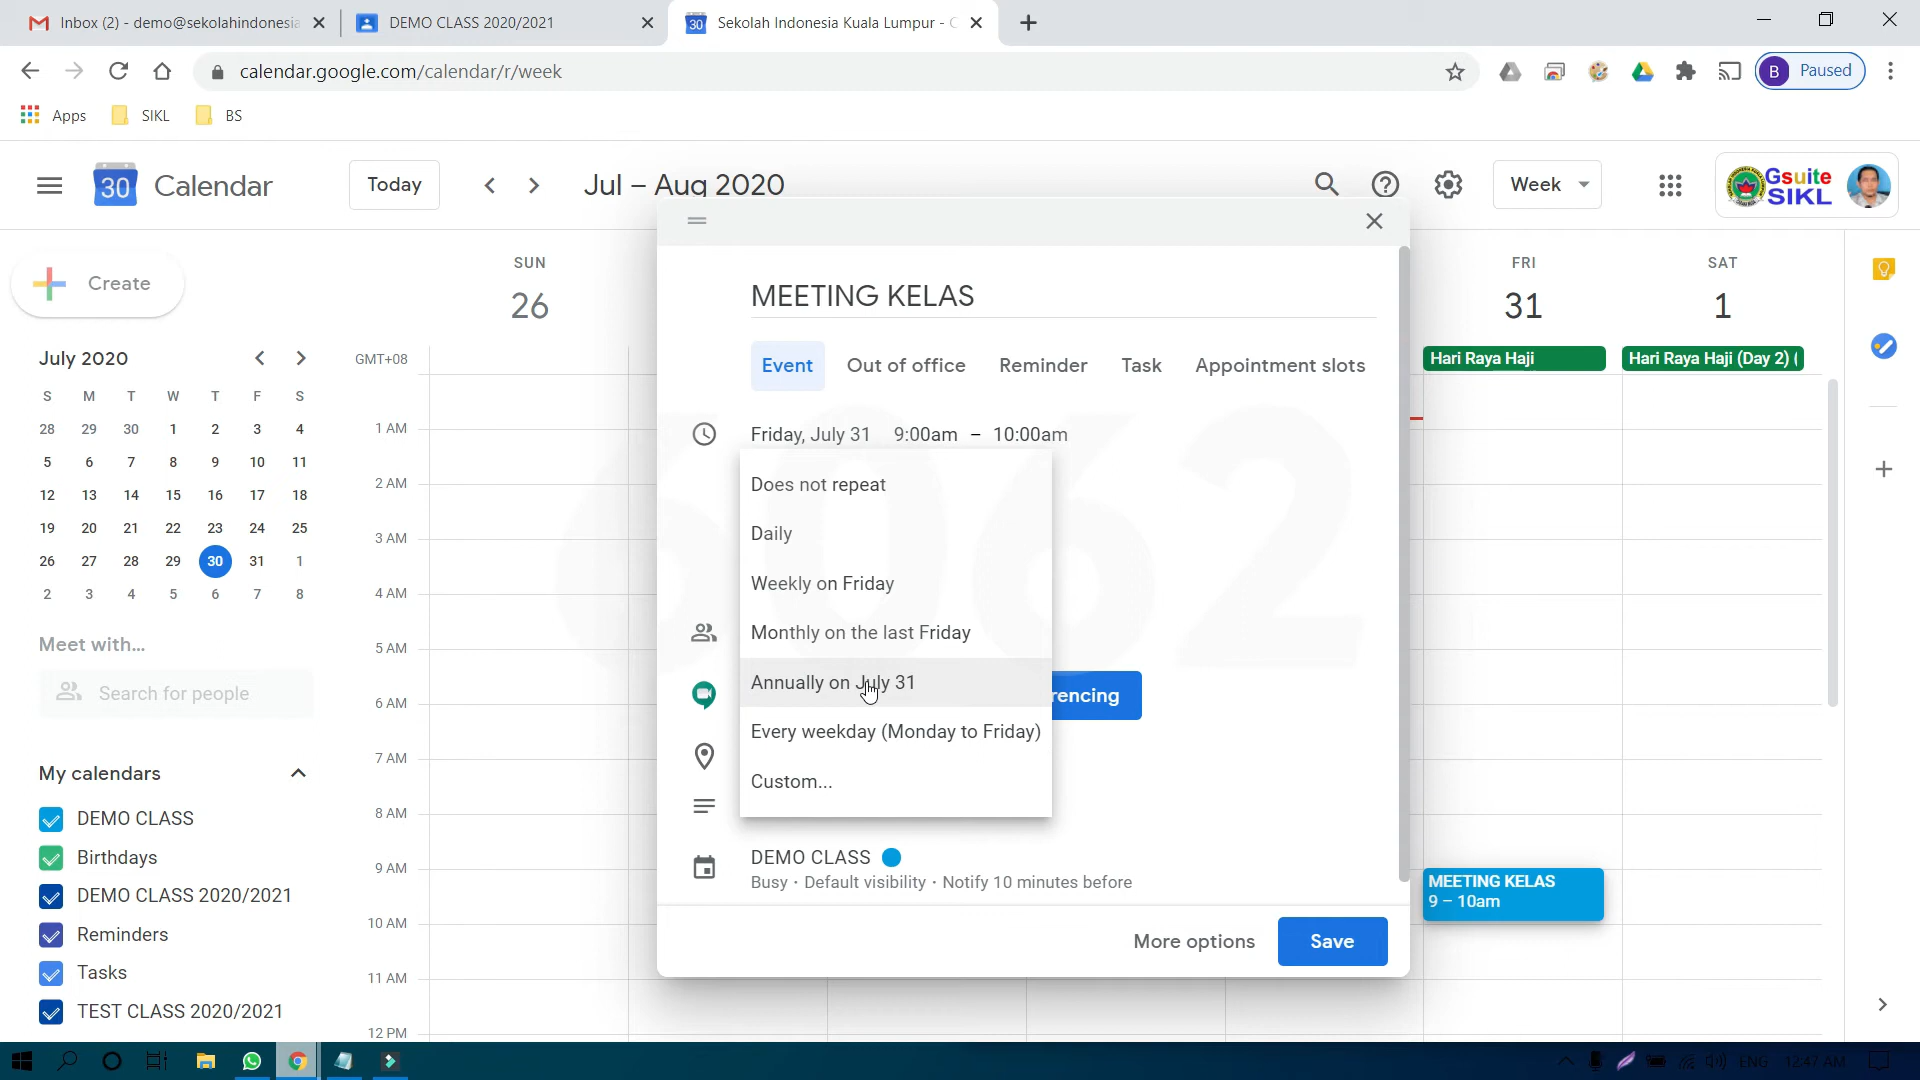 Inbox (2) - demo@sekolahindonesia
DEMO CLASS 2020/2021
Sekolah Indonesia Kuala Lumpur - C
calendar.google.com/calendar/r/week
B Paused
Apps SIKL BS
30 Calendar
Today
Jul – Aug 2020
Week
Gsuite
SIKL
Create
SUN
26
FRI
31
SAT
1
July 2020
S M T W T F S
28 29 30 1 2 3 4
5 6 7 8 9 10 11
12 13 14 15 16 17 18
19 20 21 22 23 24 25
26 27 28 29 30 31 1
2 3 4 5 6 7 8
Meet with...
Search for people
My calendars
DEMO CLASS
Birthdays
DEMO CLASS 2020/2021
Reminders
Tasks
TEST CLASS 2020/2021
GMT+08
1 AM
2 AM
3 AM
4 AM
5 AM
6 AM
7 AM
8 AM
9 AM
10 AM
11 AM
12 PM
MEETING KELAS
Event Out of office Reminder Task Appointment slots
Friday, July 31 9:00am – 10:00am
Does not repeat
Daily
Weekly on Friday
Monthly on the last Friday
Annually on July 31
Every weekday (Monday to Friday)
Custom...
rencing
DEMO CLASS
Busy · Default visibility · Notify 10 minutes before
More options Save
Hari Raya Haji
Hari Raya Haji (Day 2) (
MEETING KELAS
9 – 10am
6062
ENG 12:47 AM